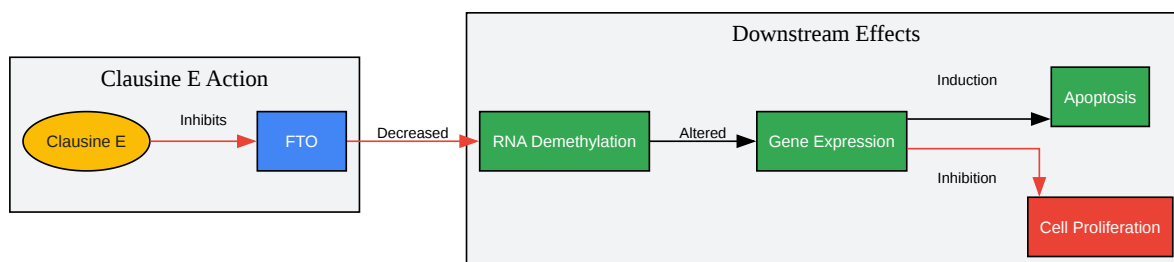 Downstream Effects
Clausine E Action
Induction
Apoptosis
Clausine E
Inhibits
FTO
Decreased
RNA Demethylation
Altered
Gene Expression
Inhibition
Cell Proliferation